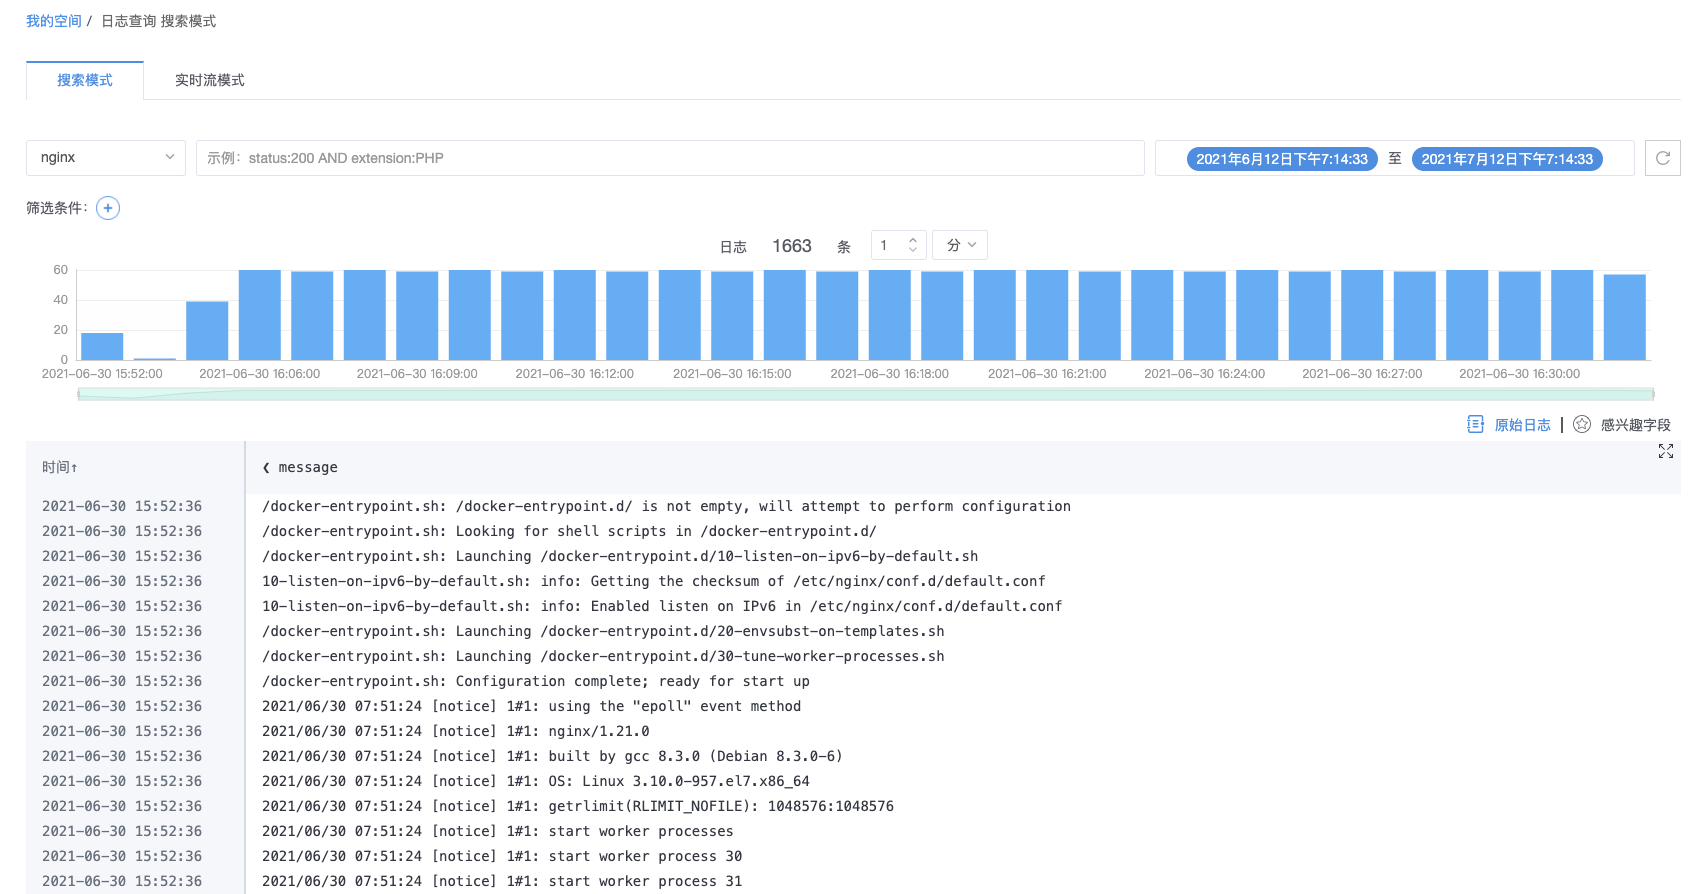 我的空间 / 日志查询 搜索模式
搜索模式 实时流模式
nginx 示例：status:200 AND extension:PHP 2021年6月12日下午7:14:33 至 2021年7月12日下午7:14:33
筛选条件: +
日志 1663 条 1 分
60
40
20
0
2021-06-30 15:52:00 2021-06-30 16:06:00 2021-06-30 16:09:00 2021-06-30 16:12:00 2021-06-30 16:15:00 2021-06-30 16:18:00 2021-06-30 16:21:00 2021-06-30 16:24:00 2021-06-30 16:27:00 2021-06-30 16:30:00
原始日志 | 感兴趣字段
时间↑ ❮ message
2021-06-30 15:52:36 /docker-entrypoint.sh: /docker-entrypoint.d/ is not empty, will attempt to perform configuration
2021-06-30 15:52:36 /docker-entrypoint.sh: Looking for shell scripts in /docker-entrypoint.d/
2021-06-30 15:52:36 /docker-entrypoint.sh: Launching /docker-entrypoint.d/10-listen-on-ipv6-by-default.sh
2021-06-30 15:52:36 10-listen-on-ipv6-by-default.sh: info: Getting the checksum of /etc/nginx/conf.d/default.conf
2021-06-30 15:52:36 10-listen-on-ipv6-by-default.sh: info: Enabled listen on IPv6 in /etc/nginx/conf.d/default.conf
2021-06-30 15:52:36 /docker-entrypoint.sh: Launching /docker-entrypoint.d/20-envsubst-on-templates.sh
2021-06-30 15:52:36 /docker-entrypoint.sh: Launching /docker-entrypoint.d/30-tune-worker-processes.sh
2021-06-30 15:52:36 /docker-entrypoint.sh: Configuration complete; ready for start up
2021-06-30 15:52:36 2021/06/30 07:51:24 [notice] 1#1: using the "epoll" event method
2021-06-30 15:52:36 2021/06/30 07:51:24 [notice] 1#1: nginx/1.21.0
2021-06-30 15:52:36 2021/06/30 07:51:24 [notice] 1#1: built by gcc 8.3.0 (Debian 8.3.0-6)
2021-06-30 15:52:36 2021/06/30 07:51:24 [notice] 1#1: OS: Linux 3.10.0-957.el7.x86_64
2021-06-30 15:52:36 2021/06/30 07:51:24 [notice] 1#1: getrlimit(RLIMIT_NOFILE): 1048576:1048576
2021-06-30 15:52:36 2021/06/30 07:51:24 [notice] 1#1: start worker processes
2021-06-30 15:52:36 2021/06/30 07:51:24 [notice] 1#1: start worker process 30
2021-06-30 15:52:36 2021/06/30 07:51:24 [notice] 1#1: start worker process 31